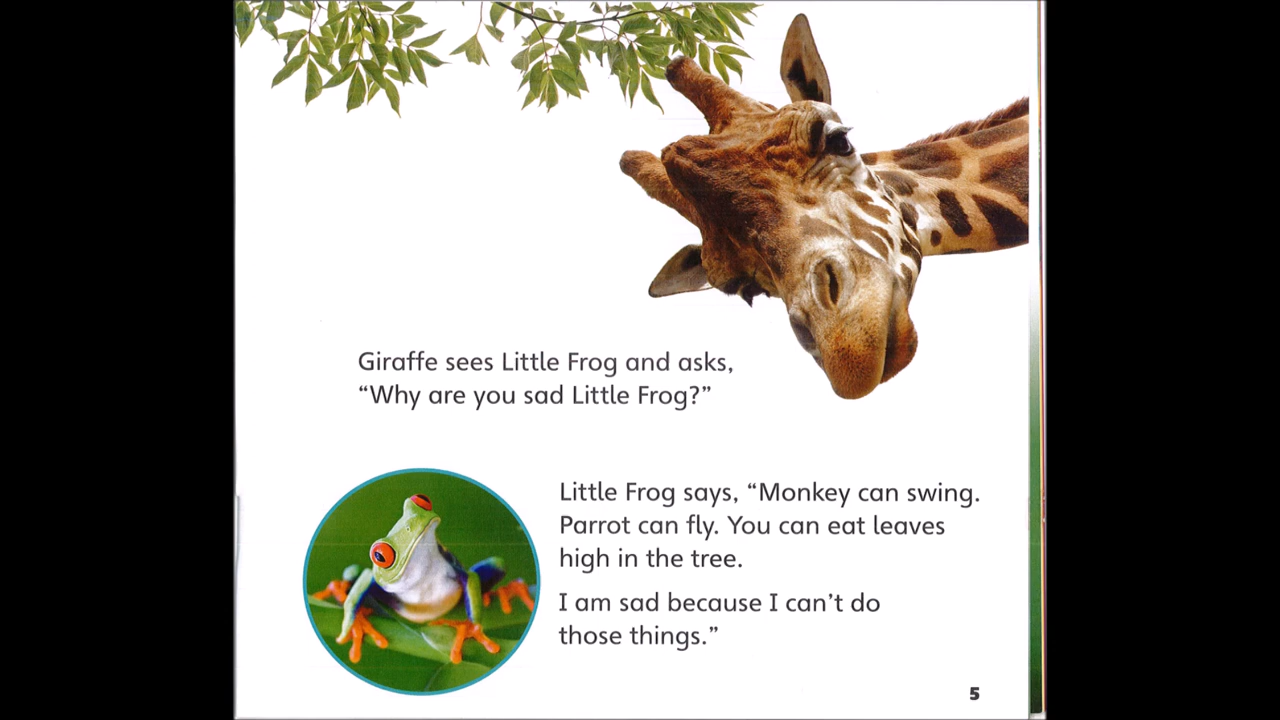 Giraffe sees Little Frog and asks,
“Why are you sad Little Frog?”
Little Frog says, “Monkey can swing.
Parrot can fly. You can eat leaves
high in the tree.
I am sad because I can’t do
those things.”
5